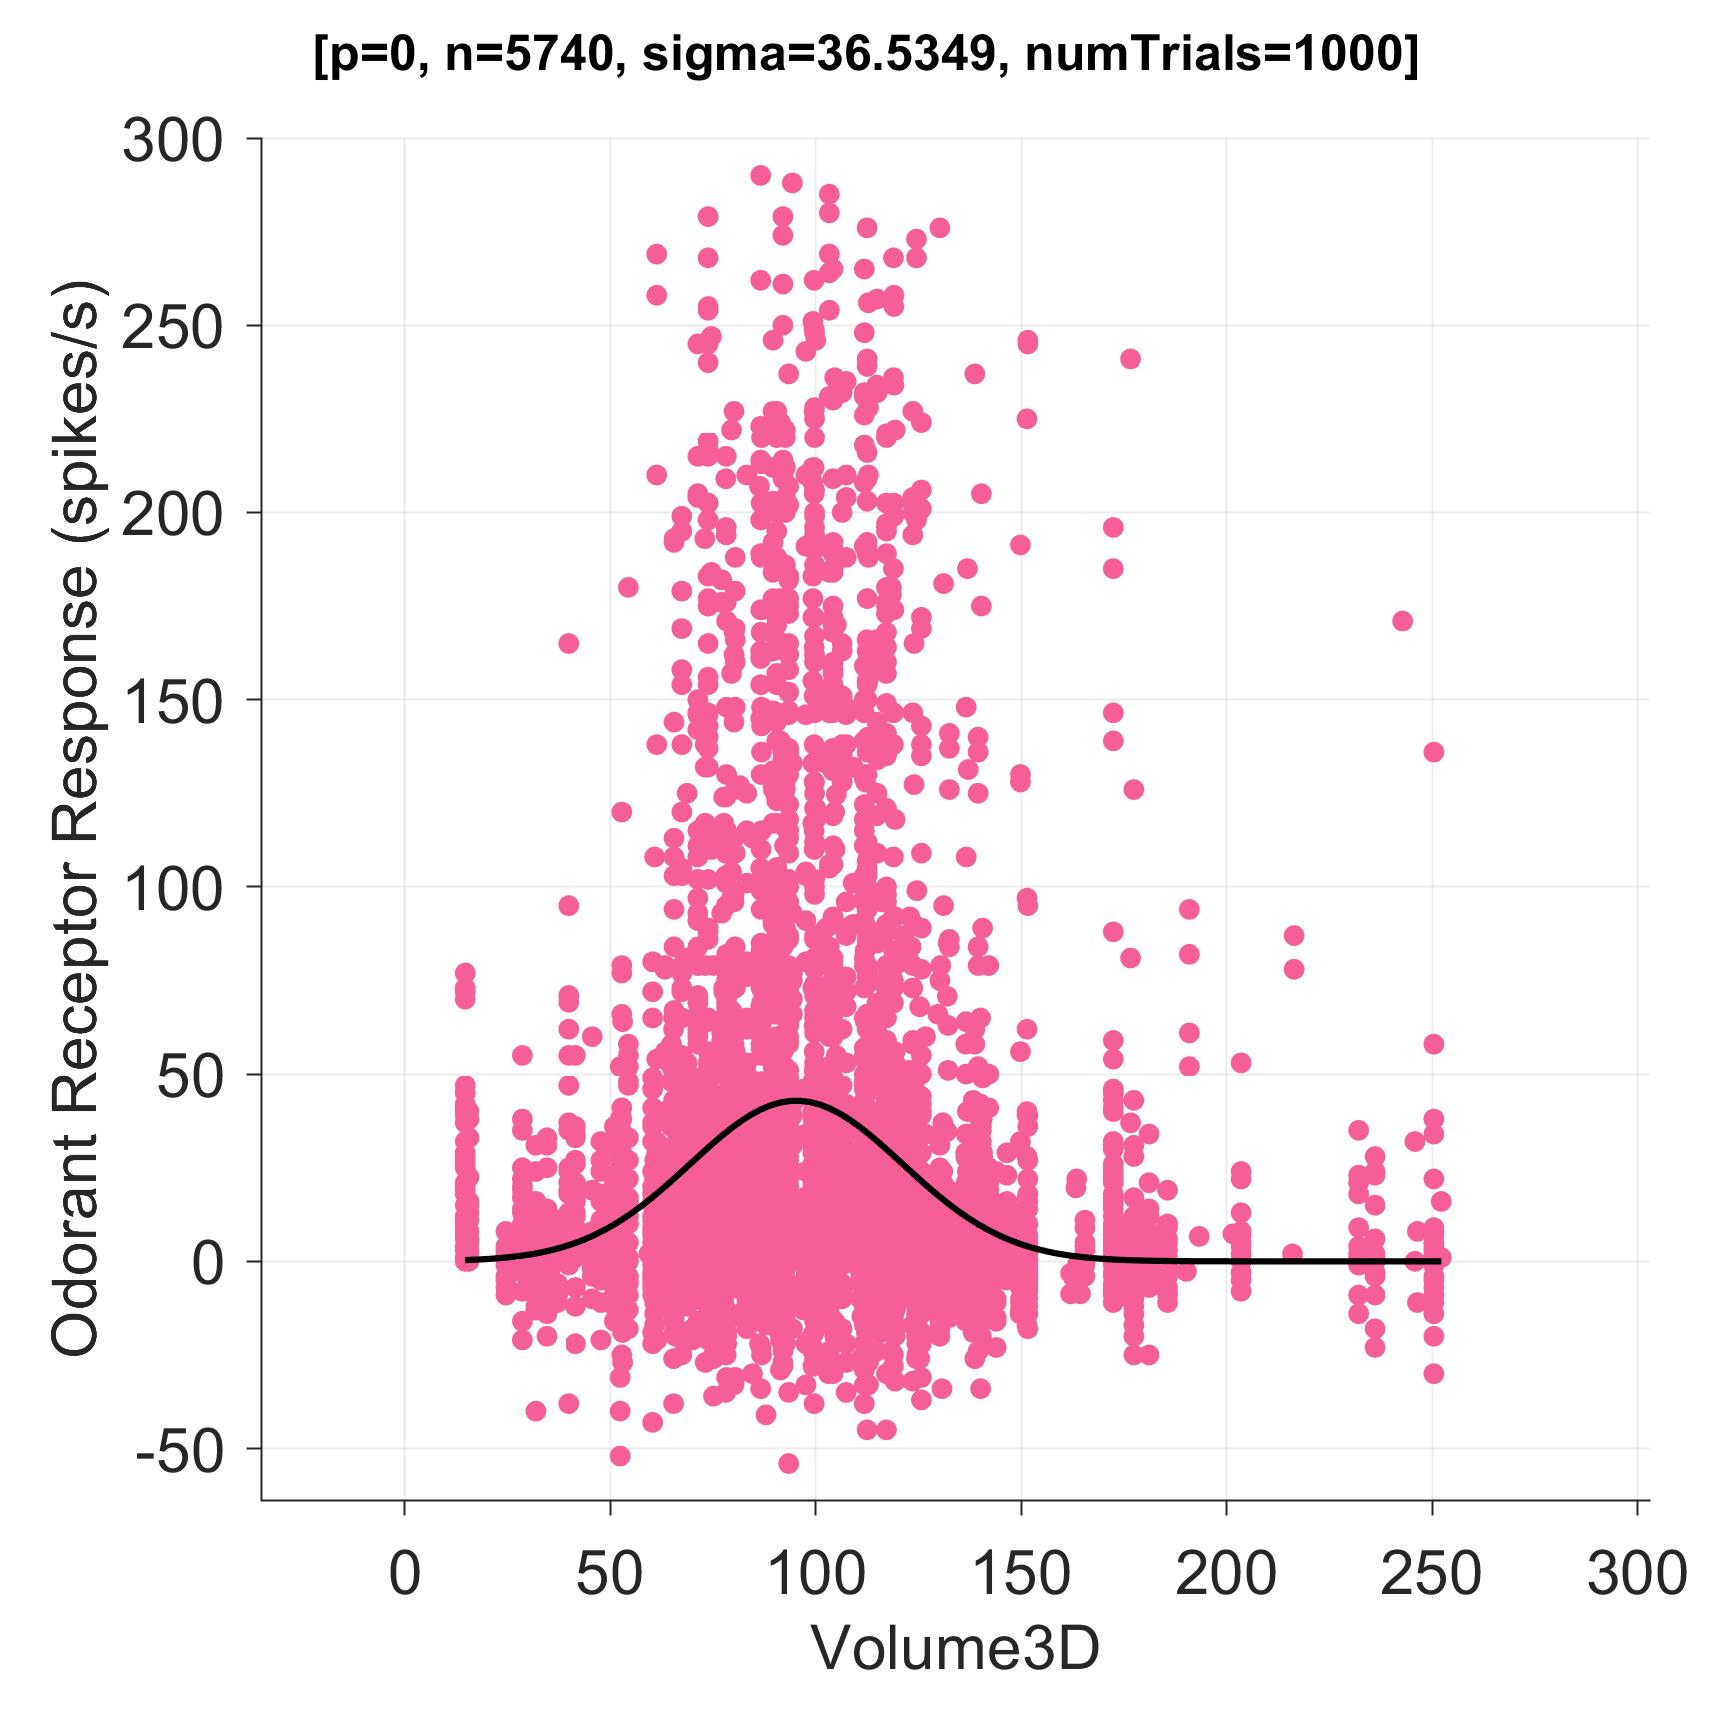 [p=0, n=5740, sigma=36.5349, numTrials=1000]
300
250
200
150
100
50
0
-50
Odorant Receptor Response (spikes/s)
0 50 100 150 200 250 300
Volume3D